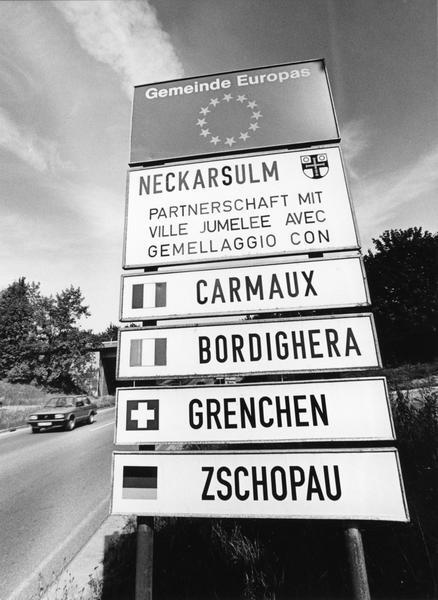 Gemeinde Europas
NECKARSULM
PARTNERSCHAFT MIT
VILLE JUMELEE AVEC
GEMELLAGGIO CON
CARMAUX
BORDIGHERA
GRENCHEN
ZSCHOPAU